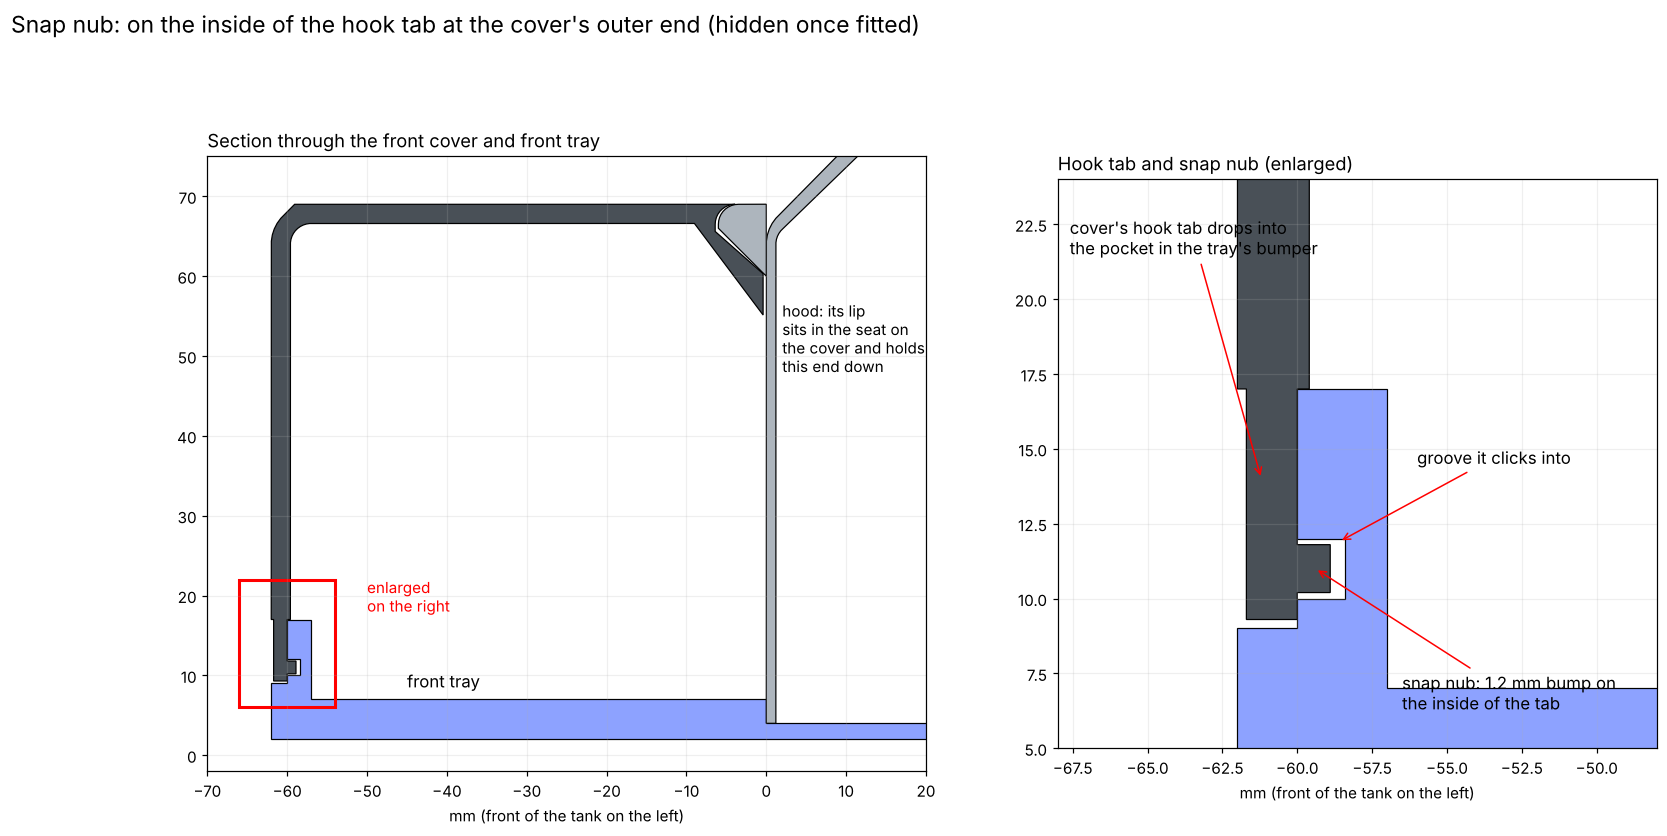 Snap nub: on the inside of the hook tab at the cover's outer end (hidden once fitted)
Section through the front cover and front tray
70
60
50
40
30
20
10
0
hood: its lip
sits in the seat on
the cover and holds
this end down
enlarged
on the right
front tray
−70
−60
−50
−40
−30
−20
−10
0
10
20
mm (front of the tank on the left)
Hook tab and snap nub (enlarged)
22.5
20.0
17.5
15.0
12.5
10.0
7.5
5.0
cover's hook tab drops into
the pocket in the tray's bumper
groove it clicks into
snap nub: 1.2 mm bump on
the inside of the tab
−67.5
−65.0
−62.5
−60.0
−57.5
−55.0
−52.5
−50.0
mm (front of the tank on the left)